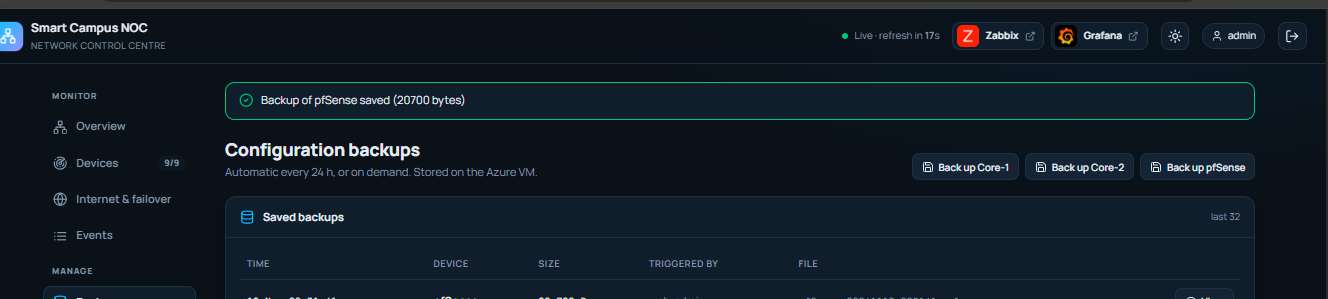 Smart Campus NOC
NETWORK CONTROL CENTRE
Live · refresh in 17s
Z Zabbix
Grafana
admin
MONITOR
Overview
Devices 9/9
Internet & failover
Events
MANAGE
Backup of pfSense saved (20700 bytes)
Configuration backups
Automatic every 24 h, or on demand. Stored on the Azure VM.
Back up Core-1
Back up Core-2
Back up pfSense
Saved backups
last 32
TIME DEVICE SIZE TRIGGERED BY FILE